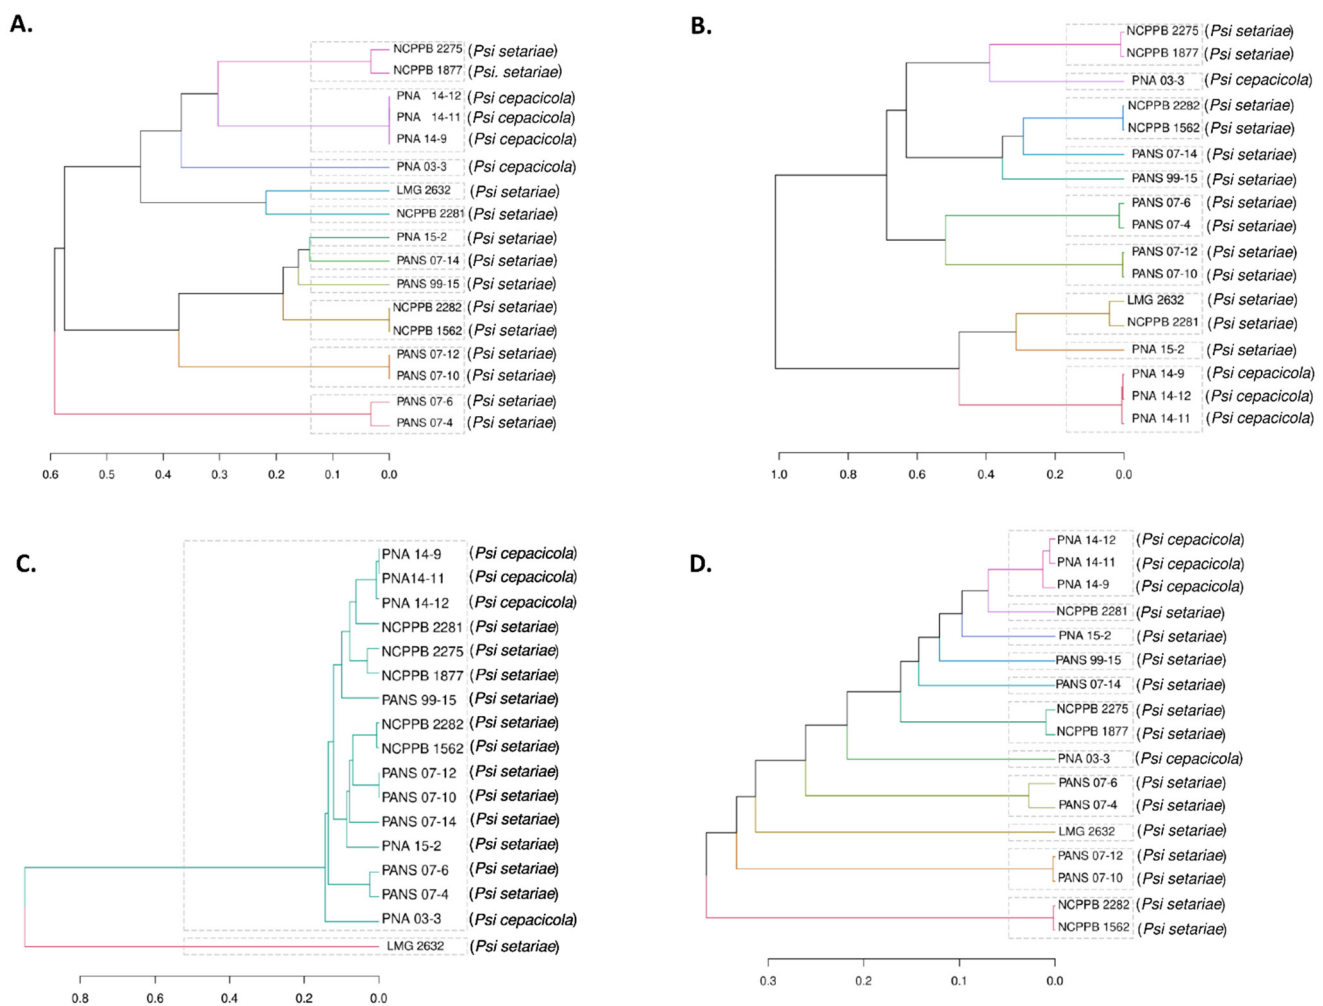 A.
NCPPB 2275 (Psi setariae)
NCPPB 1877 (Psi. setariae)
PNA 14-12 (Psi cepacicola)
PNA 14-11 (Psi cepacicola)
PNA 14-9 (Psi cepacicola)
PNA 03-3 (Psi cepacicola)
LMG 2632 (Psi setariae)
NCPPB 2281 (Psi setariae)
PNA 15-2 (Psi setariae)
PANS 07-14 (Psi setariae)
PANS 99-15 (Psi setariae)
NCPPB 2282 (Psi setariae)
NCPPB 1562 (Psi setariae)
PANS 07-12 (Psi setariae)
PANS 07-10 (Psi setariae)
PANS 07-6 (Psi setariae)
PANS 07-4 (Psi setariae)
0.6 0.5 0.4 0.3 0.2 0.1 0.0
B.
NCPPB 2275 (Psi setariae)
NCPPB 1877 (Psi setariae)
PNA 03-3 (Psi cepacicola)
NCPPB 2282 (Psi setariae)
NCPPB 1562 (Psi setariae)
PANS 07-14 (Psi setariae)
PANS 99-15 (Psi setariae)
PANS 07-6 (Psi setariae)
PANS 07-4 (Psi setariae)
PANS 07-12 (Psi setariae)
PANS 07-10 (Psi setariae)
LMG 2632 (Psi setariae)
NCPPB 2281 (Psi setariae)
PNA 15-2 (Psi setariae)
PNA 14-9 (Psi cepacicola)
PNA 14-12 (Psi cepacicola)
PNA 14-11 (Psi cepacicola)
1.0 0.8 0.6 0.4 0.2 0.0
C.
PNA 14-9 (Psi cepacicola)
PNA14-11 (Psi cepacicola)
PNA 14-12 (Psi cepacicola)
NCPPB 2281 (Psi setariae)
NCPPB 2275 (Psi setariae)
NCPPB 1877 (Psi setariae)
PANS 99-15 (Psi setariae)
NCPPB 2282 (Psi setariae)
NCPPB 1562 (Psi setariae)
PANS 07-12 (Psi setariae)
PANS 07-10 (Psi setariae)
PANS 07-14 (Psi setariae)
PNA 15-2 (Psi setariae)
PANS 07-6 (Psi setariae)
PANS 07-4 (Psi setariae)
PNA 03-3 (Psi cepacicola)
LMG 2632 (Psi setariae)
0.8 0.6 0.4 0.2 0.0
D.
PNA 14-12 (Psi cepacicola)
PNA 14-11 (Psi cepacicola)
PNA 14-9 (Psi cepacicola)
NCPPB 2281 (Psi setariae)
PNA 15-2 (Psi setariae)
PANS 99-15 (Psi setariae)
PANS 07-14 (Psi setariae)
NCPPB 2275 (Psi setariae)
NCPPB 1877 (Psi setariae)
PNA 03-3 (Psi cepacicola)
PANS 07-6 (Psi setariae)
PANS 07-4 (Psi setariae)
LMG 2632 (Psi setariae)
PANS 07-12 (Psi setariae)
PANS 07-10 (Psi setariae)
NCPPB 2282 (Psi setariae)
NCPPB 1562 (Psi setariae)
0.3 0.2 0.1 0.0